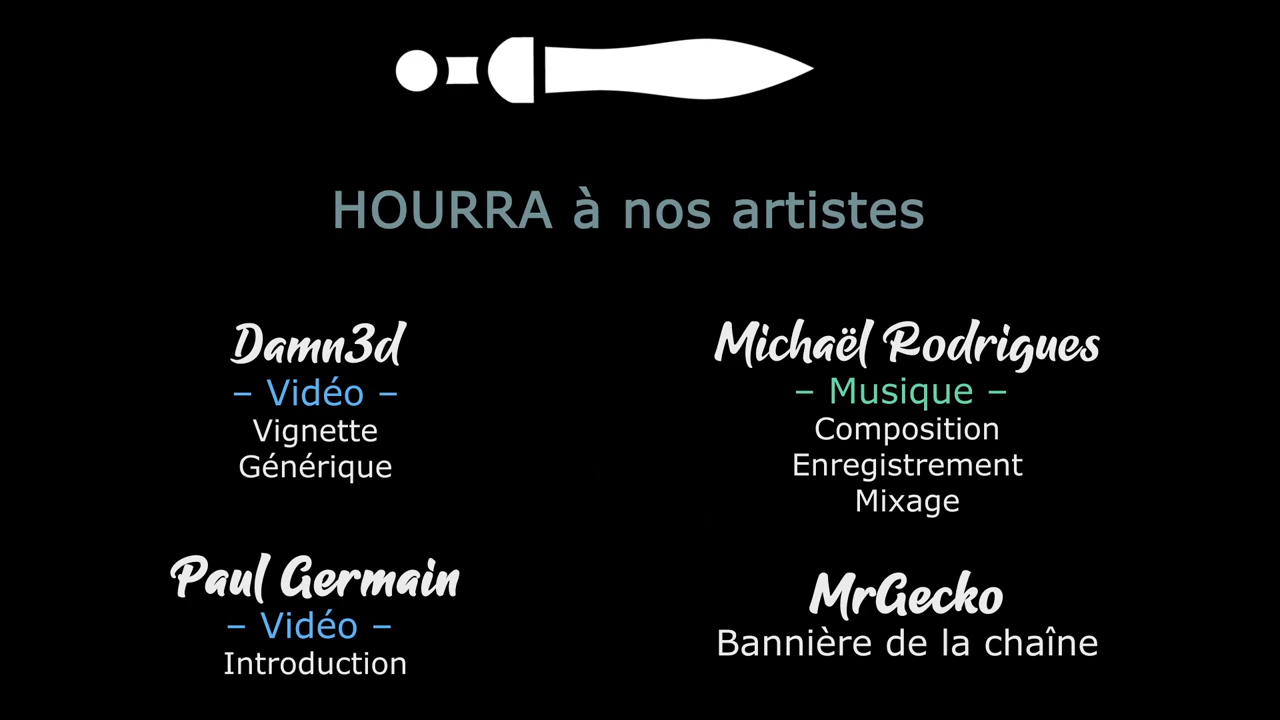 HOURRA à nos artistes
Damn3d
– Vidéo –
Vignette
Générique
Michaël Rodrigues
– Musique –
Composition
Enregistrement
Mixage
Paul Germain
– Vidéo –
Introduction
MrGecko
Bannière de la chaîne